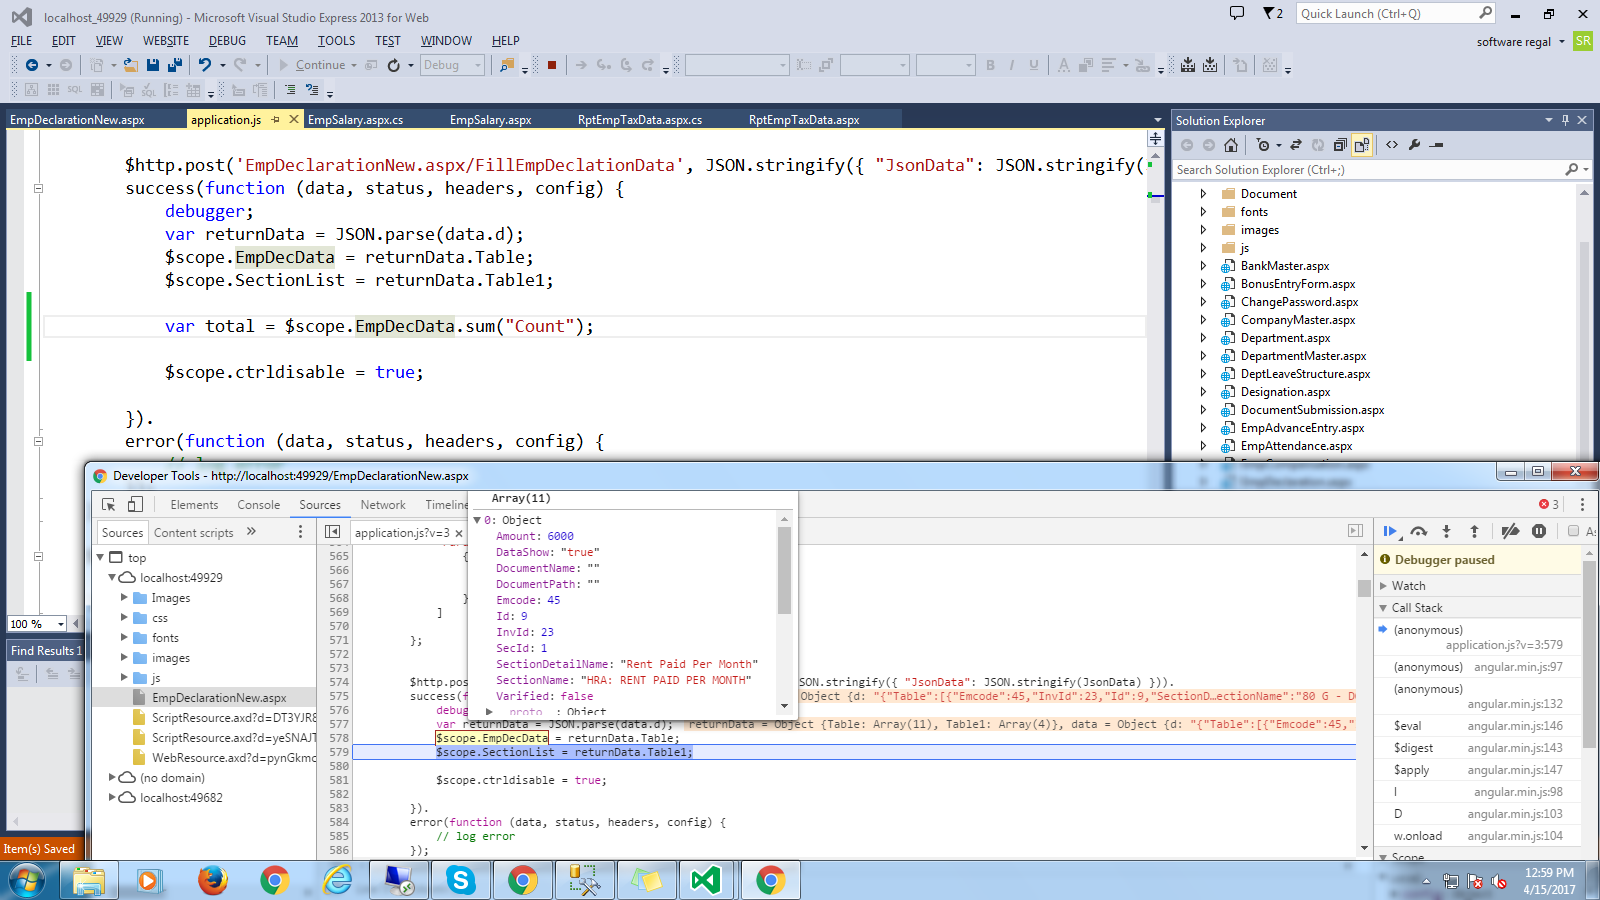 localhost_49929 (Running) - Microsoft Visual Studio Express 2013 for Web
2
Quick Launch (Ctrl+Q)
FILE EDIT VIEW WEBSITE DEBUG TEAM TOOLS TEST WINDOW HELP
software regal SR
Continue Debug
EmpDeclarationNew.aspx application.js EmpSalary.aspx.cs EmpSalary.aspx RptEmpTaxData.aspx.cs RptEmpTaxData.aspx
$http.post('EmpDeclarationNew.aspx/FillEmpDeclationData', JSON.stringify({ "JsonData": JSON.stringify(
success(function (data, status, headers, config) {
debugger;
var returnData = JSON.parse(data.d);
$scope.EmpDecData = returnData.Table;
$scope.SectionList = returnData.Table1;
var total = $scope.EmpDecData.sum("Count");
$scope.ctrldisable = true;
}).
error(function (data, status, headers, config) {
100 %
Find Results 1
Item(s) Saved
Solution Explorer
Search Solution Explorer (Ctrl+;)
Document
fonts
images
js
BankMaster.aspx
BonusEntryForm.aspx
ChangePassword.aspx
CompanyMaster.aspx
Department.aspx
DepartmentMaster.aspx
DeptLeaveStructure.aspx
Designation.aspx
DocumentSubmission.aspx
EmpAdvanceEntry.aspx
EmpAttendance.aspx
Developer Tools - http://localhost:49929/EmpDeclarationNew.aspx
Elements Console Sources Network Timeline
3
Sources Content scripts »
application.js?v=3 ×
top
localhost:49929
Images
css
fonts
images
js
EmpDeclarationNew.aspx
ScriptResource.axd?d=DT3YJR8
ScriptResource.axd?d=yeSNAJT
WebResource.axd?d=pynGkmc
(no domain)
localhost:49682
Array(11)
0: Object
Amount: 6000
DataShow: "true"
DocumentName: ""
DocumentPath: ""
Emcode: 45
Id: 9
InvId: 23
SecId: 1
SectionDetailName: "Rent Paid Per Month"
SectionName: "HRA: RENT PAID PER MONTH"
Varified: false
proto : Object
565 {
566
567
568 }
569 ]
570
571 };
572
573
574 $http.pos JSON.stringify({ "JsonData": JSON.stringify(JsonData) })).
575 success(f Object {d: "{"Table":[{"Emcode":45,"InvId":23,"Id":9,"SectionD…ectionName":"80 G - D
576 debug
577 var returnData = JSON.parse(data.d); returnData = Object {Table: Array(11), Table1: Array(4)}, data = Object {d: "{"Table":[{"Emcode":45,"
578 $scope.EmpDecData = returnData.Table;
579 $scope.SectionList = returnData.Table1;
580
581 $scope.ctrldisable = true;
582
583 }).
584 error(function (data, status, headers, config) {
585 // log error
586 });
As
Debugger paused
Watch
Call Stack
(anonymous)
application.js?v=3:579
(anonymous) angular.min.js:97
(anonymous)
angular.min.js:132
$eval angular.min.js:146
$digest angular.min.js:143
$apply angular.min.js:147
l angular.min.js:98
D angular.min.js:103
w.onload angular.min.js:104
Scope
12:59 PM
4/15/2017